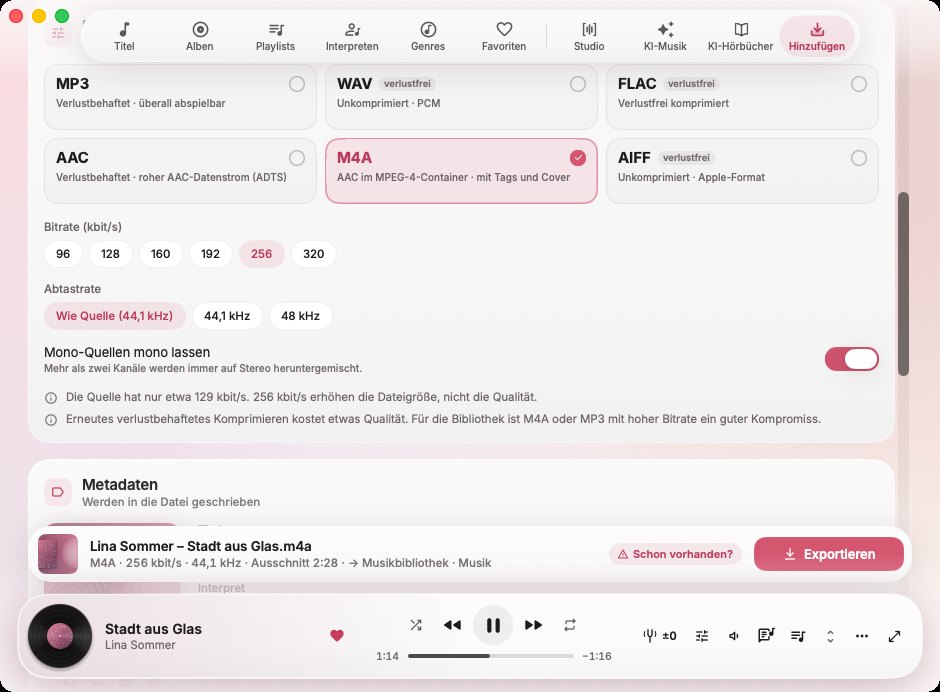 Titel
Alben
Playlists
Interpreten
Genres
Favoriten
Studio
KI-Musik
KI-Hörbücher
Hinzufügen
MP3
Verlustbehaftet · überall abspielbar
WAV verlustfrei
Unkomprimiert · PCM
FLAC verlustfrei
Verlustfrei komprimiert
AAC
Verlustbehaftet · roher AAC-Datenstrom (ADTS)
M4A
AAC im MPEG-4-Container · mit Tags und Cover
AIFF verlustfrei
Unkomprimiert · Apple-Format
Bitrate (kbit/s)
96 128 160 192 256 320
Abtastrate
Wie Quelle (44,1 kHz) 44,1 kHz 48 kHz
Mono-Quellen mono lassen
Mehr als zwei Kanäle werden immer auf Stereo heruntergemischt.
Die Quelle hat nur etwa 129 kbit/s. 256 kbit/s erhöhen die Dateigröße, nicht die Qualität.
Erneutes verlustbehaftetes Komprimieren kostet etwas Qualität. Für die Bibliothek ist M4A oder MP3 mit hoher Bitrate ein guter Kompromiss.
Metadaten
Werden in die Datei geschrieben
Lina Sommer – Stadt aus Glas.m4a
M4A · 256 kbit/s · 44,1 kHz · Ausschnitt 2:28 · → Musikbibliothek · Musik
Schon vorhanden?
Exportieren
Interpret
Stadt aus Glas
Lina Sommer
1:14
−1:16
±0